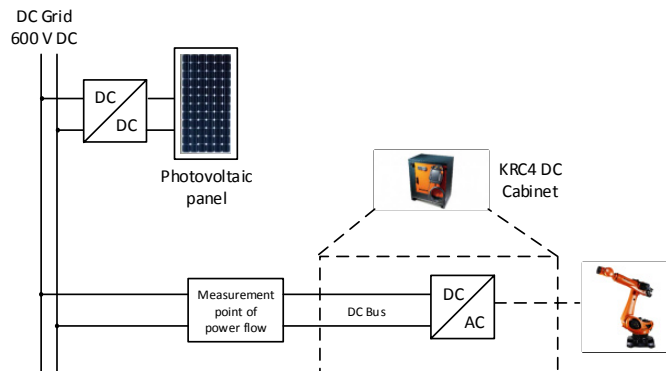 DC Grid
600 V DC
DC
DC
Photovoltaic
panel
KRC4 DC
Cabinet
Measurement
point of
power flow
DC Bus
DC
AC